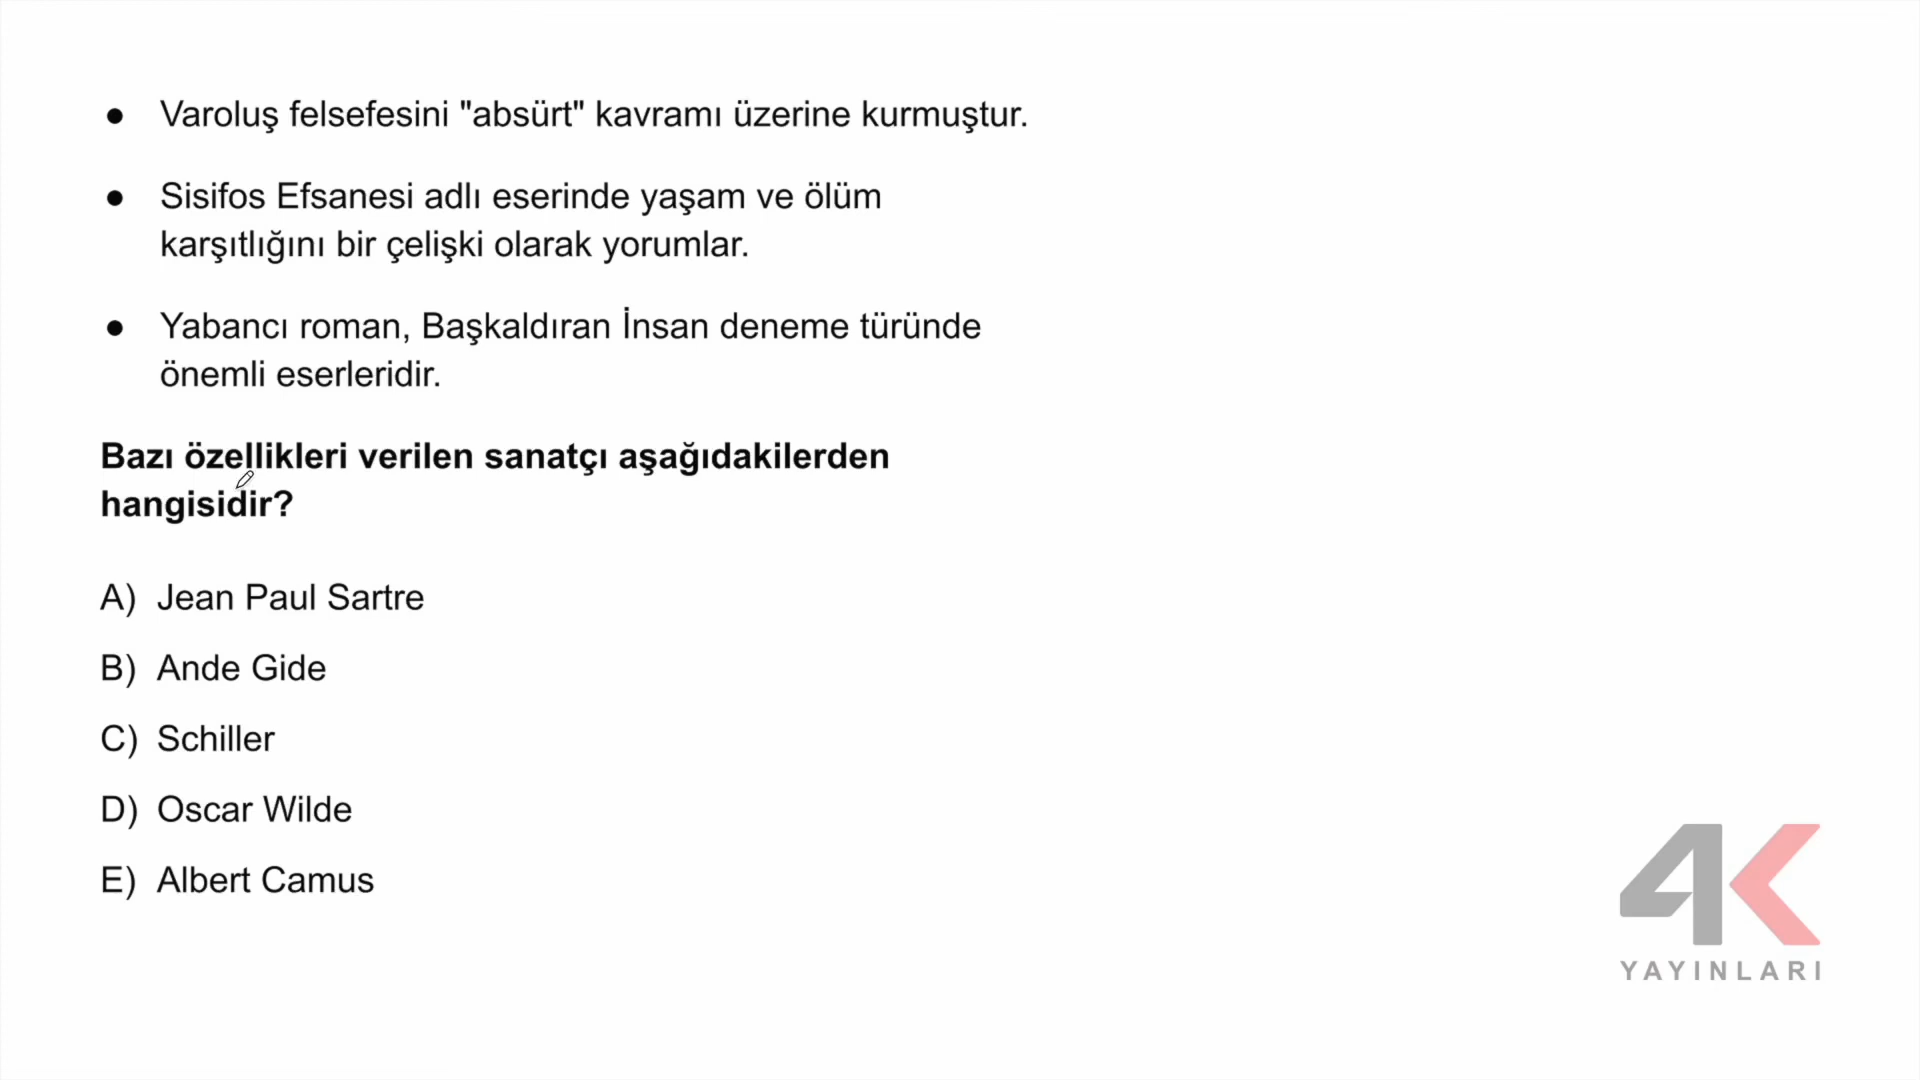 ● Varoluş felsefesini "absürt" kavramı üzerine kurmuştur.
● Sisifos Efsanesi adlı eserinde yaşam ve ölüm
karşıtlığını bir çelişki olarak yorumlar.
● Yabancı roman, Başkaldıran İnsan deneme türünde
önemli eserleridir.
Bazı özellikleri verilen sanatçı aşağıdakilerden
hangisidir?
A) Jean Paul Sartre
B) Ande Gide
C) Schiller
D) Oscar Wilde
E) Albert Camus
4K
YAYINLARI